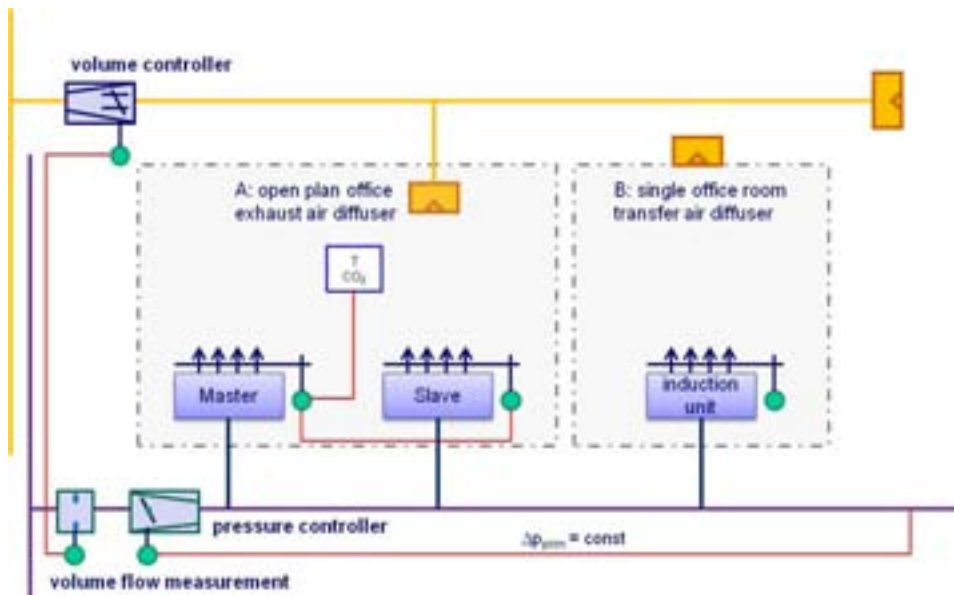 volume controller
A: open plan office
exhaust air diffuser
B: single office room
transfer air diffuser
T
CO₂
Master
Slave
induction
unit
pressure controller
Δp = const
volume flow measurement